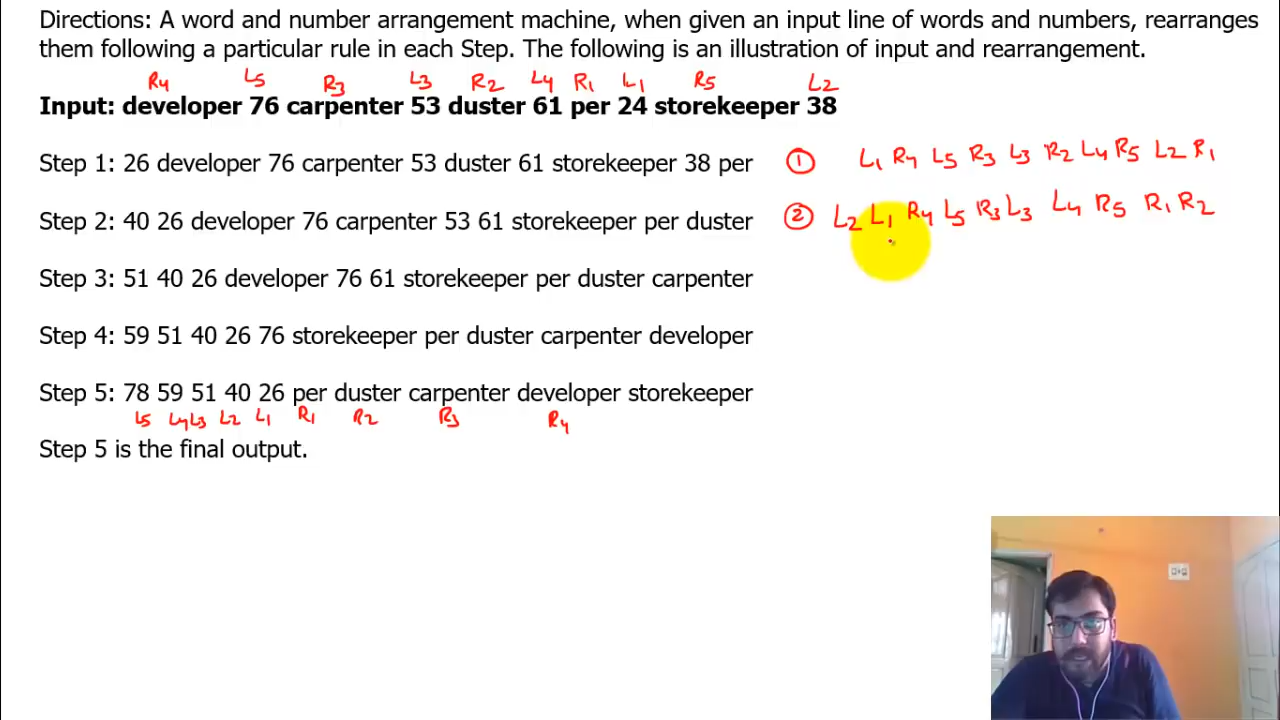 Directions: A word and number arrangement machine, when given an input line of words and numbers, rearranges
them following a particular rule in each Step. The following is an illustration of input and rearrangement.
R4 L5 R3 L3 R2 L4 R1 L1 R5 L2
Input: developer 76 carpenter 53 duster 61 per 24 storekeeper 38
Step 1: 26 developer 76 carpenter 53 duster 61 storekeeper 38 per
1 L1 R4 L5 R3 L3 R2 L4 R5 L2 R1
Step 2: 40 26 developer 76 carpenter 53 61 storekeeper per duster
2 L2 L1 R4 L5 R3 L3 L4 R5 R1 R2
Step 3: 51 40 26 developer 76 61 storekeeper per duster carpenter
Step 4: 59 51 40 26 76 storekeeper per duster carpenter developer
Step 5: 78 59 51 40 26 per duster carpenter developer storekeeper
L5 L4 L3 L2 L1 R1 R2 R3 R4
Step 5 is the final output.